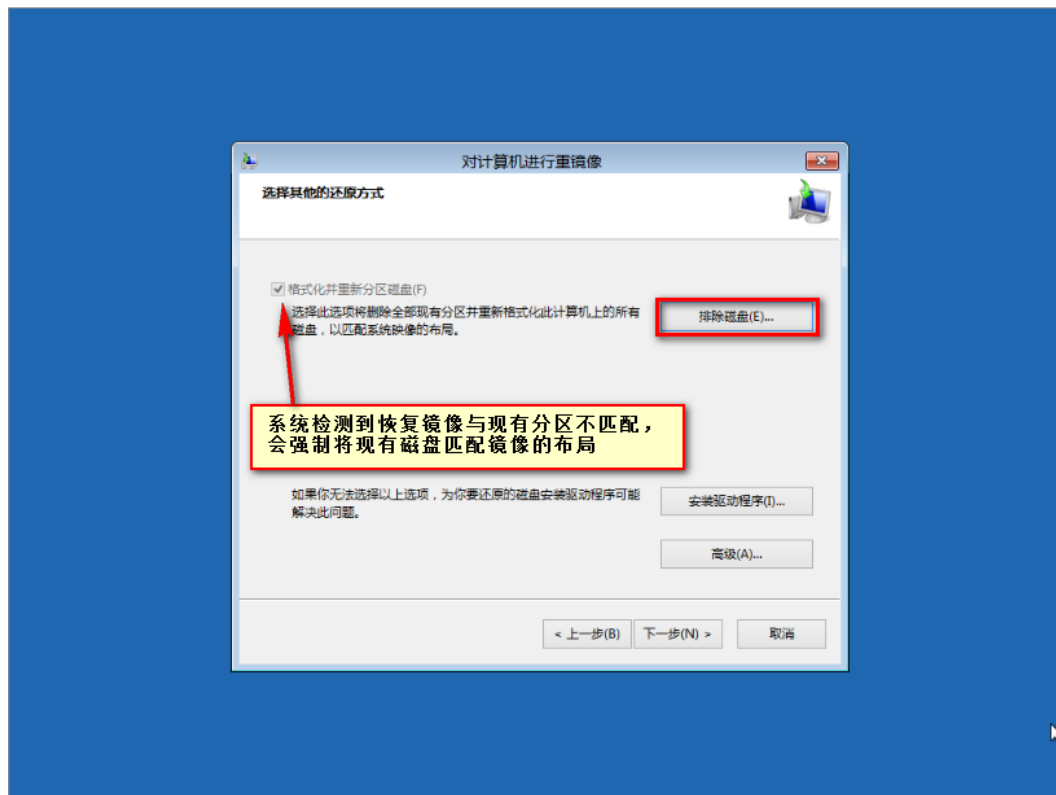 对计算机进行重镜像
选择其他的还原方式
格式化并重新分区磁盘(F)
选择此选项将删除全部现有分区并重新格式化此计算机上的所有
磁盘，以匹配系统映像的布局。
排除磁盘(E)...
系统检测到恢复镜像与现有分区不匹配，
会强制将现有磁盘匹配镜像的布局
如果你无法选择以上选项，为你要还原的磁盘安装驱动程序可能
解决此问题。
安装驱动程序(I)...
高级(A)...
< 上一步(B)
下一步(N) >
取消